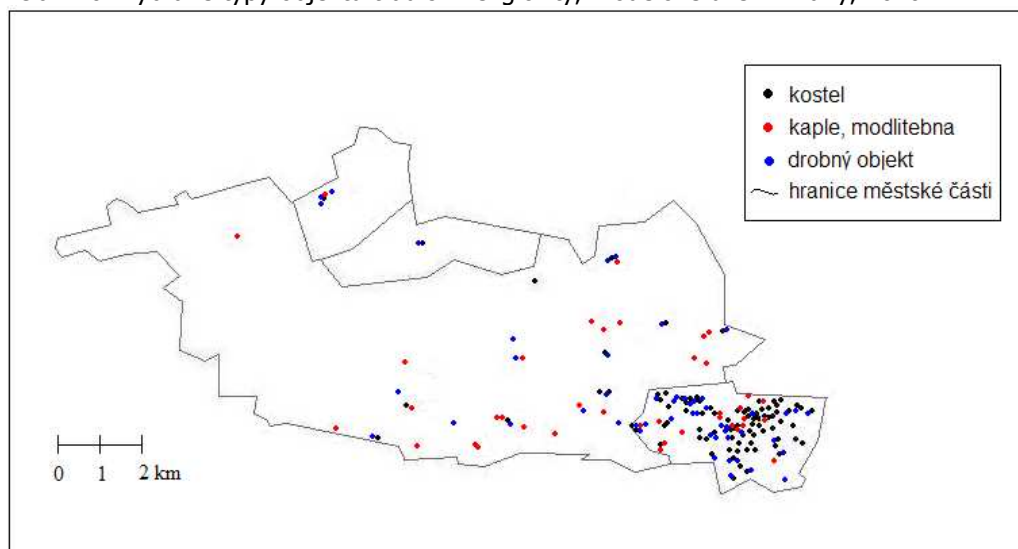 kostel
kaple, modlitebna
drobný objekt
hranice městské části
0 1 2 km